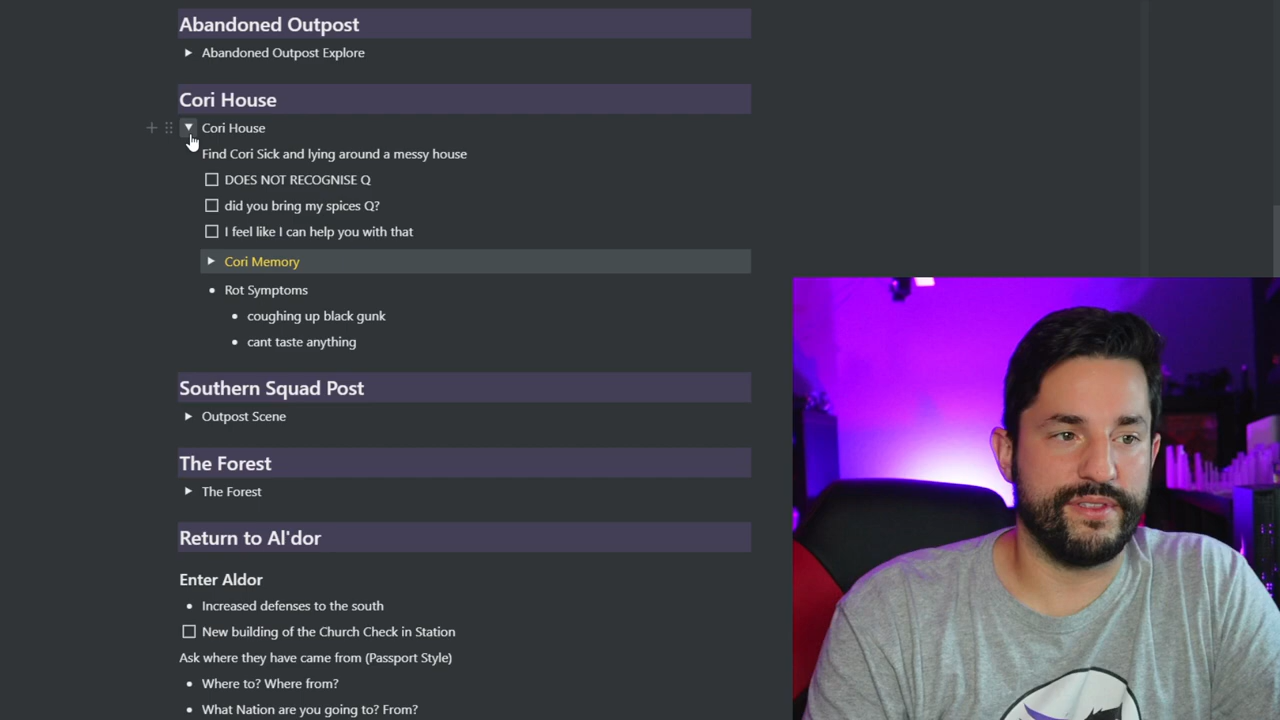 Abandoned Outpost
Abandoned Outpost Explore
Cori House
Cori House
Find Cori Sick and lying around a messy house
DOES NOT RECOGNISE Q
did you bring my spices Q?
I feel like I can help you with that
Cori Memory
Rot Symptoms
coughing up black gunk
cant taste anything
Southern Squad Post
Outpost Scene
The Forest
The Forest
Return to Al'dor
Enter Aldor
Increased defenses to the south
New building of the Church Check in Station
Ask where they have came from (Passport Style)
Where to? Where from?
What Nation are you going to? From?